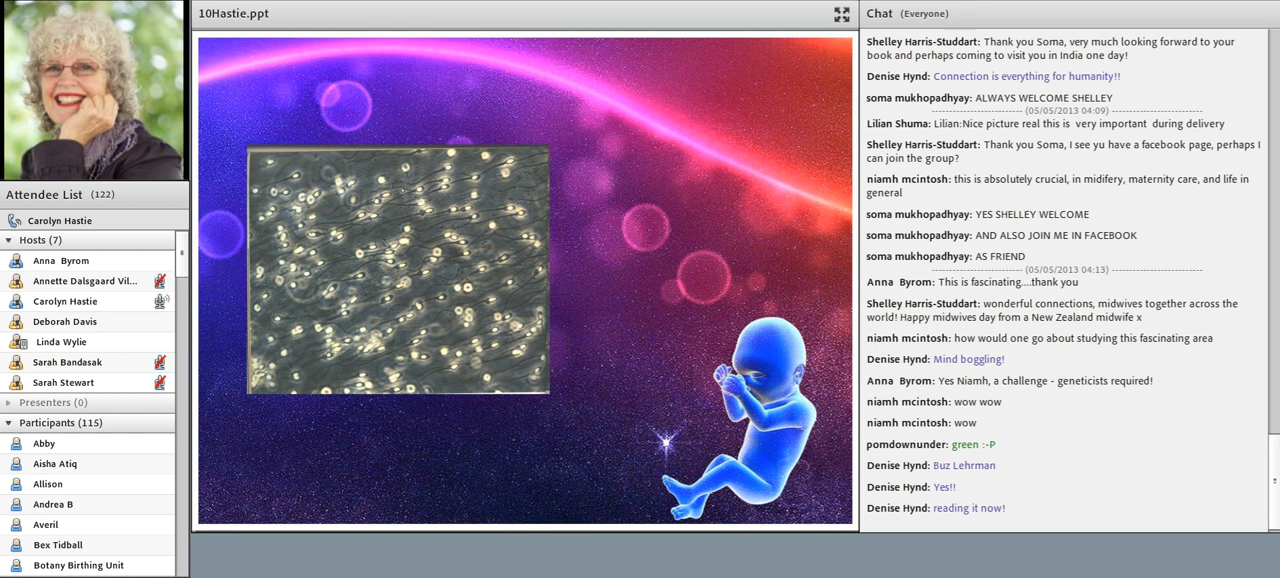 10Hastie.ppt
Attendee List (122)
Carolyn Hastie
Hosts (7)
Anna Byrom
Annette Dalsgaard Vil...
Carolyn Hastie
Deborah Davis
Linda Wylie
Sarah Bandasak
Sarah Stewart
Presenters (0)
Participants (115)
Abby
Aisha Atiq
Allison
Andrea B
Averil
Bex Tidball
Botany Birthing Unit
Chat (Everyone)
Shelley Harris-Studdart: Thank you Soma, very much looking forward to your
book and perhaps coming to visit you in India one day!
Denise Hynd: Connection is everything for humanity!!
soma mukhopadhyay: ALWAYS WELCOME SHELLEY
(05/05/2013 04:09)
Lilian Shuma: Lilian:Nice picture real this is very important during delivery
Shelley Harris-Studdart: Thank you Soma, I see yu have a facebook page, perhaps I
can join the group?
niamh mcintosh: this is absolutely crucial, in midifery, maternity care, and life in
general
soma mukhopadhyay: YES SHELLEY WELCOME
soma mukhopadhyay: AND ALSO JOIN ME IN FACEBOOK
soma mukhopadhyay: AS FRIEND
(05/05/2013 04:13)
Anna Byrom: This is fascinating....thank you
Shelley Harris-Studdart: wonderful connections, midwives together across the
world! Happy midwives day from a New Zealand midwife x
niamh mcintosh: how would one go about studying this fascinating area
Denise Hynd: Mind boggling!
Anna Byrom: Yes Niamh, a challenge - geneticists required!
niamh mcintosh: wow wow
niamh mcintosh: wow
pomdownunder: green :-P
Denise Hynd: Buz Lehrman
Denise Hynd: Yes!!
Denise Hynd: reading it now!